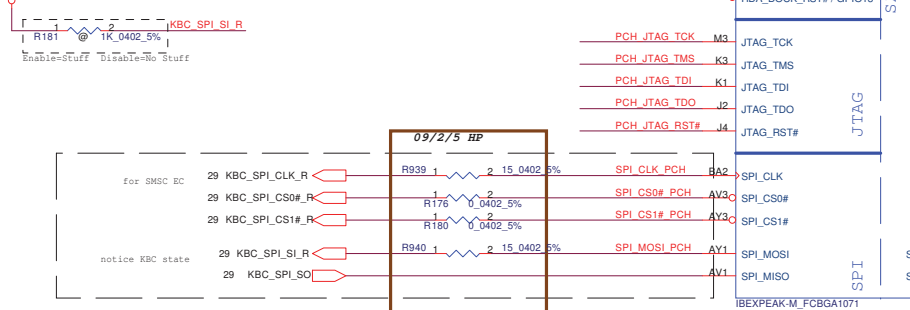 KBC_SPI_SI_R
1 2
R181 @ 1K_0402_5%
Enable=Stuff Disable=No Stuff
PCH_JTAG_TCK M3 JTAG_TCK
PCH_JTAG_TMS K3 JTAG_TMS
PCH_JTAG_TDI K1 JTAG_TDI
PCH_JTAG_TDO J2 JTAG_TDO
PCH_JTAG_RST# J4 JTAG_RST#
JTAG
09/2/5 HP
for SMSC EC
29 KBC_SPI_CLK_R R939 1 2 15_0402_5% SPI_CLK_PCH BA2 SPI_CLK
29 KBC_SPI_CS0#_R 1 2 SPI_CS0#_PCH AV3 SPI_CS0#
R176 0_0402_5%
29 KBC_SPI_CS1#_R 1 2 SPI_CS1#_PCH AY3 SPI_CS1#
R180 0_0402_5%
29 KBC_SPI_SI_R R940 1 2 15_0402_5% SPI_MOSI_PCH AY1 SPI_MOSI
notice KBC state
29 KBC_SPI_SO AV1 SPI_MISO
SPI
IBEXPEAK-M_FCBGA1071